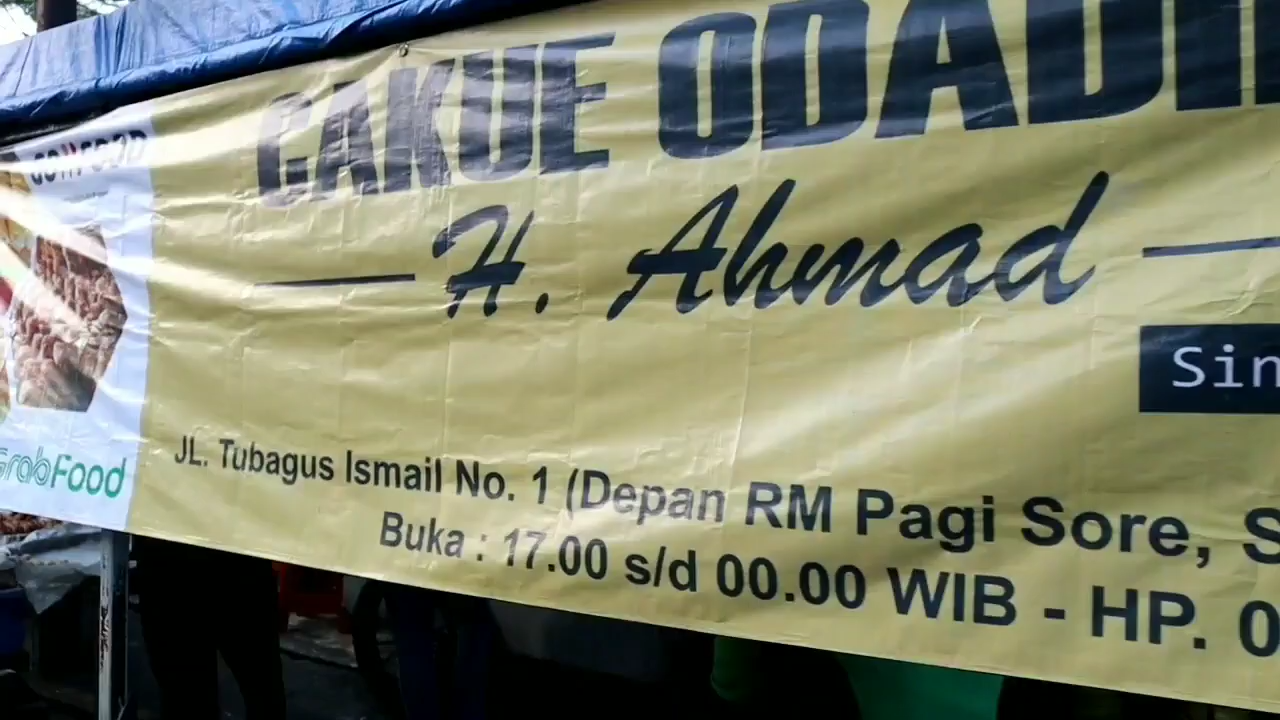 CAKUE ODADI
H. Ahmad
Sin
JL. Tubagus Ismail No. 1 (Depan RM Pagi Sore, S
Buka : 17.00 s/d 00.00 WIB - HP. 0
GOFOOD
GrabFood